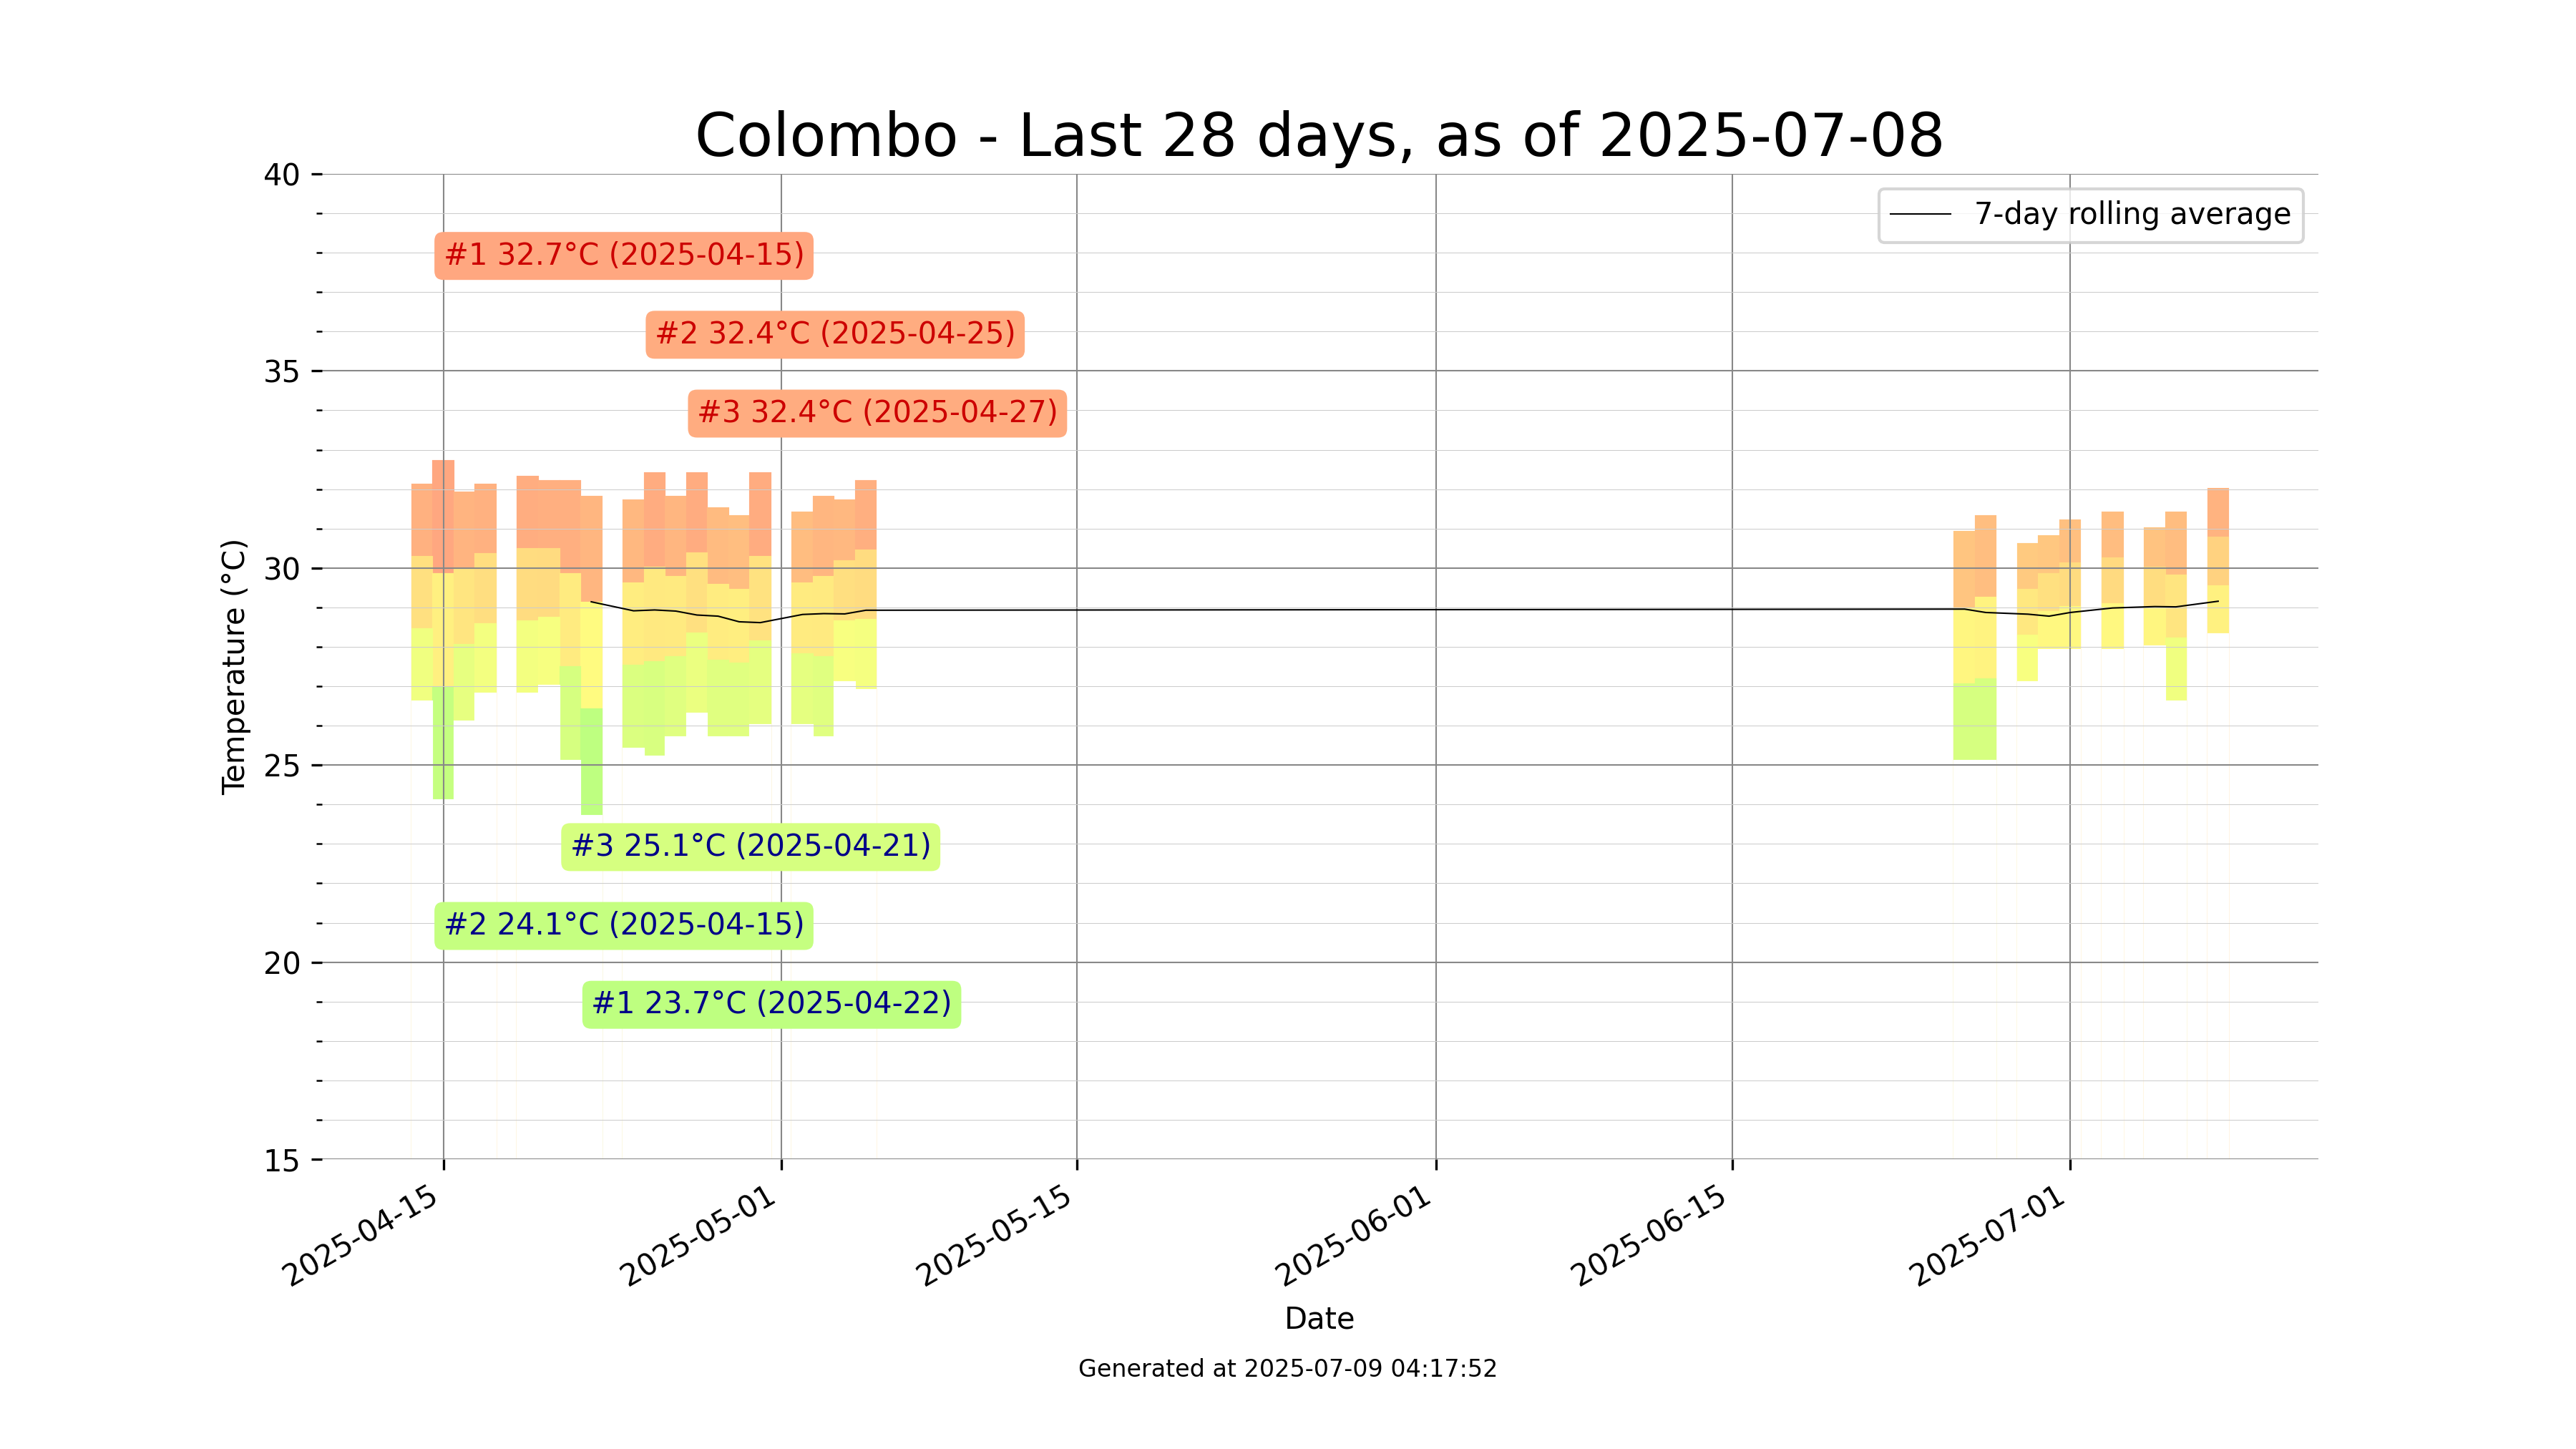 Colombo - Last 28 days, as of 2025-07-08
7-day rolling average
40
35
30
25
20
15
Temperature (°C)
#1 32.7°C (2025-04-15)
#2 32.4°C (2025-04-25)
#3 32.4°C (2025-04-27)
#3 25.1°C (2025-04-21)
#2 24.1°C (2025-04-15)
#1 23.7°C (2025-04-22)
2025-04-15
2025-05-01
2025-05-15
2025-06-01
2025-06-15
2025-07-01
Date
Generated at 2025-07-09 04:17:52